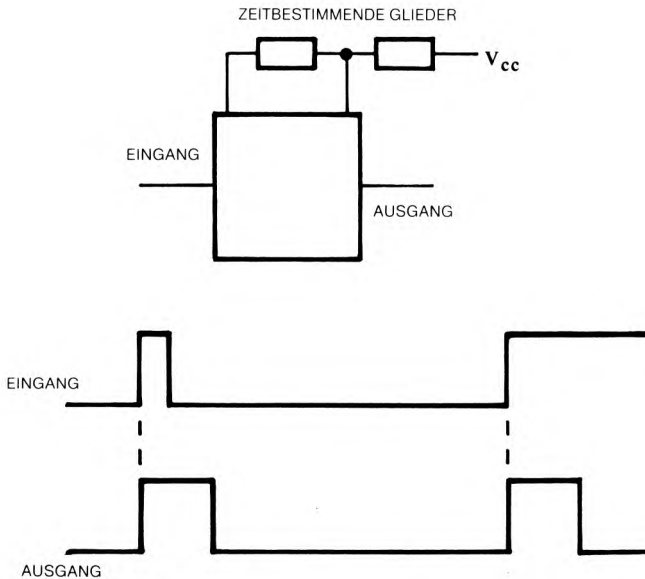 ZEITBESTIMMENDE GLIEDER
Vcc
EINGANG
AUSGANG
EINGANG
AUSGANG